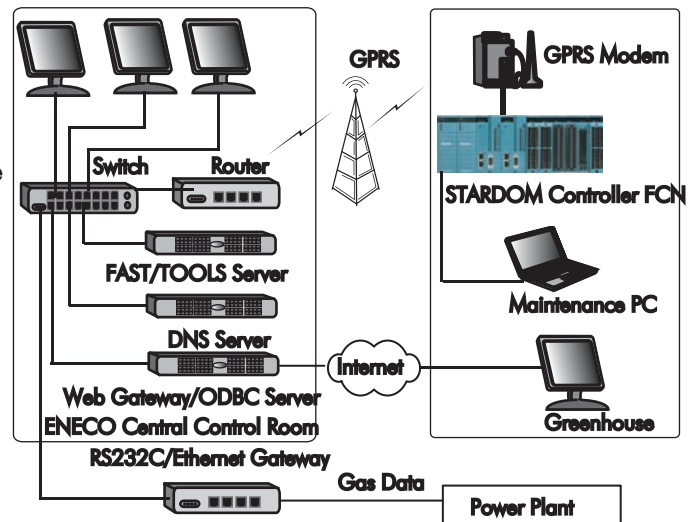 GPRS
GPRS Modem
Switch
Router
STARDOM Controller FCN
FAST/TOOLS Server
Maintenance PC
DNS Server
Internet
Web Gateway/ODBC Server
ENECO Central Control Room
Greenhouse
RS232C/Ethernet Gateway
Gas Data
Power Plant